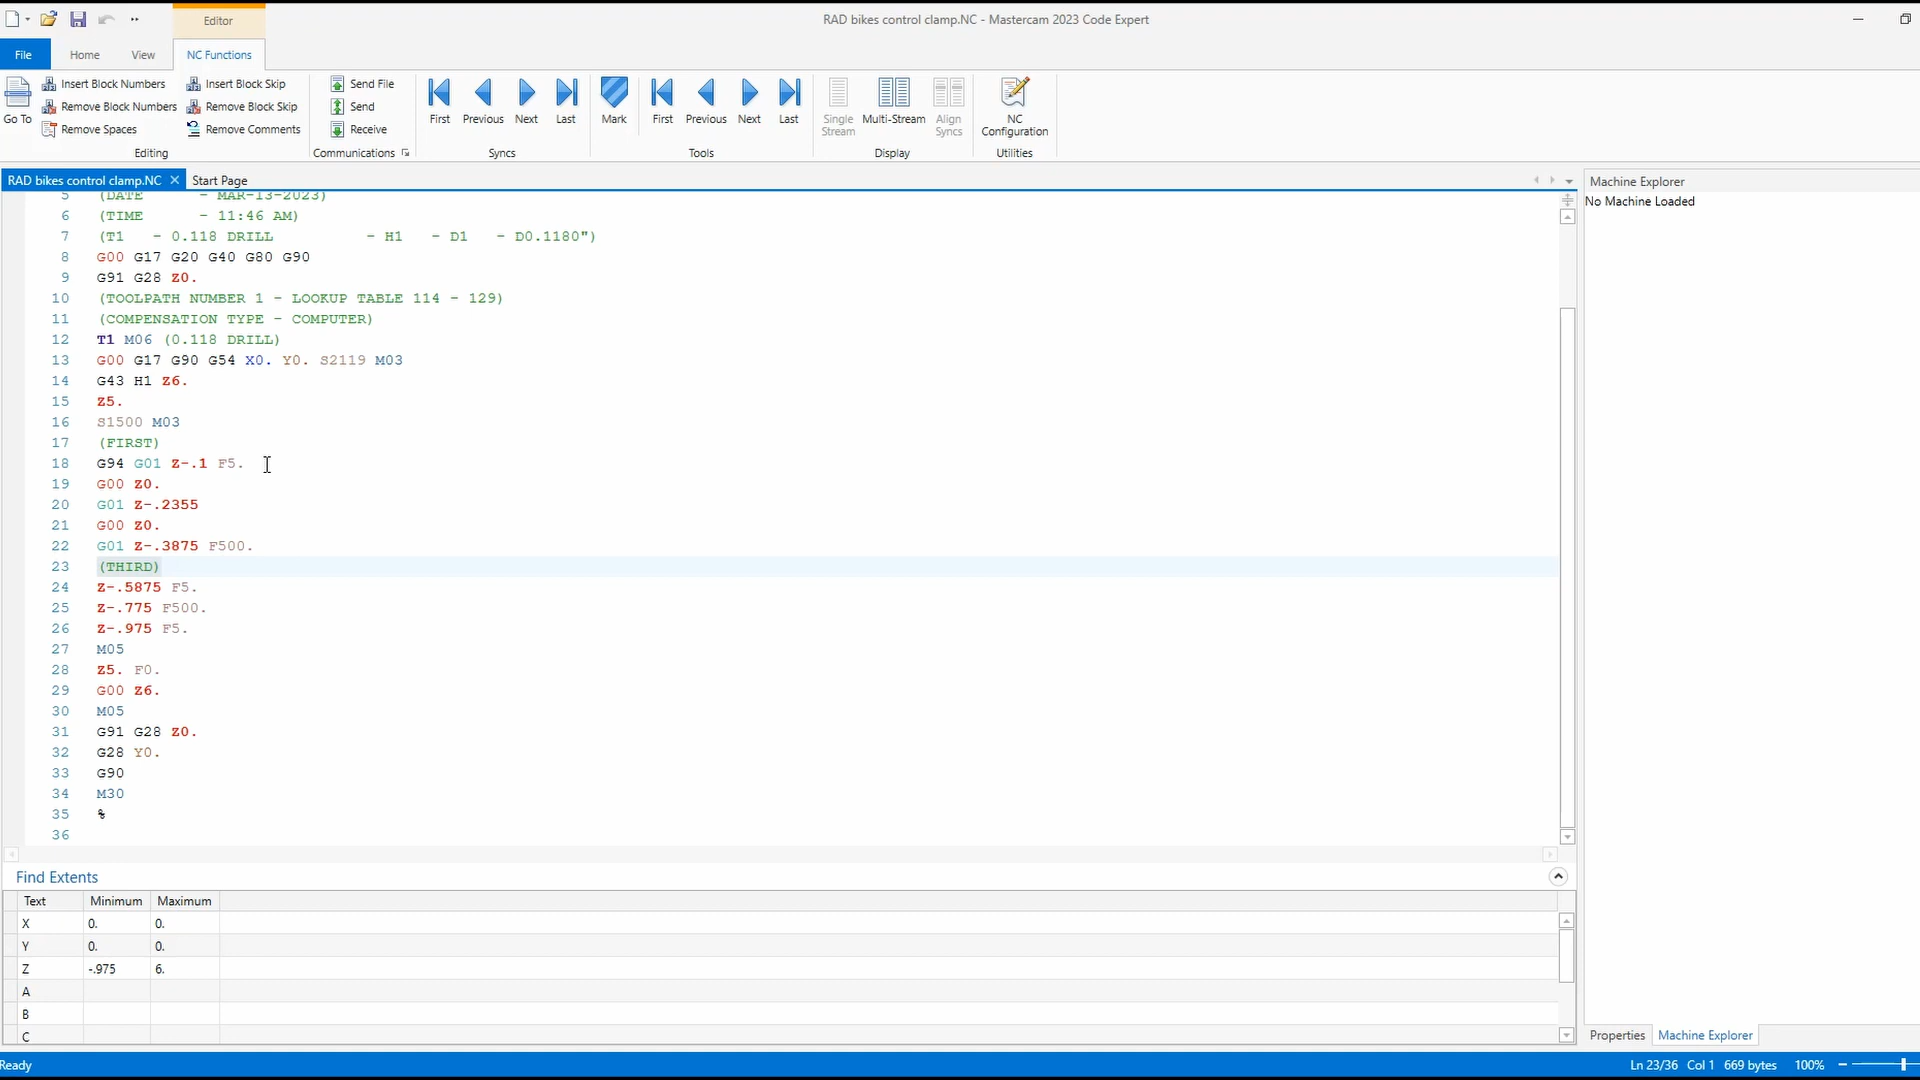 Editor
RAD bikes control clamp.NC - Mastercam 2023 Code Expert
File
Home
View
NC Functions
Go To
Insert Block Numbers
Remove Block Numbers
Remove Spaces
Insert Block Skip
Remove Block Skip
Remove Comments
Editing
Send File
Send
Receive
Communications
First
Previous
Next
Last
Syncs
Mark
First
Previous
Next
Last
Tools
Single Stream
Multi-Stream
Align Syncs
Display
NC Configuration
Utilities
RAD bikes control clamp.NC
Start Page
5 (DATE - MAR-13-2023)
6 (TIME - 11:46 AM)
7 (T1 - 0.118 DRILL - H1 - D1 - D0.1180")
8 G00 G17 G20 G40 G80 G90
9 G91 G28 Z0.
10 (TOOLPATH NUMBER 1 - LOOKUP TABLE 114 - 129)
11 (COMPENSATION TYPE - COMPUTER)
12 T1 M06 (0.118 DRILL)
13 G00 G17 G90 G54 X0. Y0. S2119 M03
14 G43 H1 Z6.
15 Z5.
16 S1500 M03
17 (FIRST)
18 G94 G01 Z-.1 F5.
19 G00 Z0.
20 G01 Z-.2355
21 G00 Z0.
22 G01 Z-.3875 F500.
23 (THIRD)
24 Z-.5875 F5.
25 Z-.775 F500.
26 Z-.975 F5.
27 M05
28 Z5. F0.
29 G00 Z6.
30 M05
31 G91 G28 Z0.
32 G28 Y0.
33 G90
34 M30
35 %
36
Machine Explorer
No Machine Loaded
Find Extents
Text Minimum Maximum
X 0. 0.
Y 0. 0.
Z -.975 6.
A
B
C
Properties
Machine Explorer
Ready
Ln 23/36 Col 1 669 bytes 100%